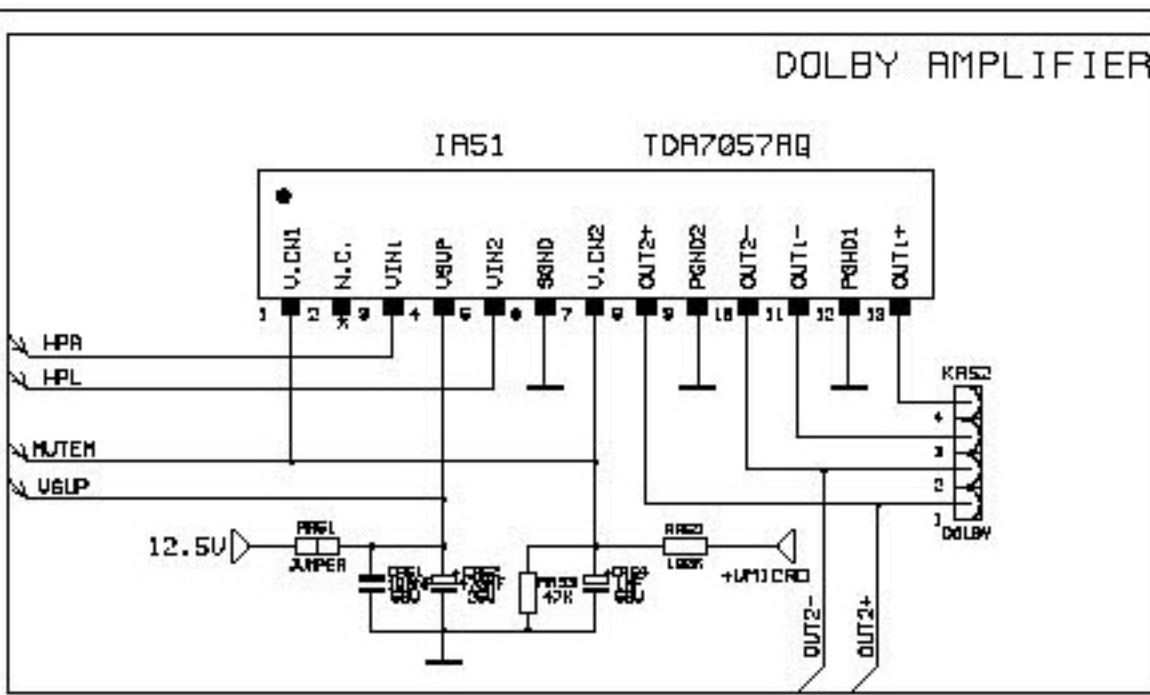 DOLBY AMPLIFIER
IA51 TDA7057AQ
V.CN1 N.C. VIN1 VSUP VIN2 SGND V.CN2 OUT2+ PGND2 OUT2- OUT1- PGND1 OUT1+
1 2 3 4 5 6 7 8 9 10 11 12 13
HPR
HPL
KA52
4
3
2
1
DOLBY
MUTEM
VSUP
12.5V
JUMPER
47K
100K
+VMICRO
OUT2-
OUT2+